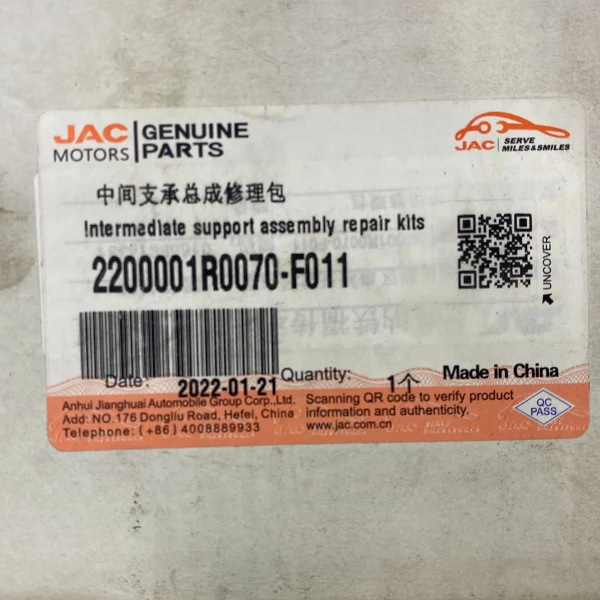 JAC MOTORS | GENUINE PARTS
JAC SERVE MILES&SMILES
中间支承总成修理包
Intermadiate support assembly repair kits
2200001R0070-F011
UNCOVER
Date: 2022-01-21 Quantity: 1个 Made in China
Anhui Jianghuai Automobile Group Corp.,Ltd.
Add: NO.176 Dongliu Road, Hefei, China
Telephone: (+86) 4008889933
Scanning QR code to verify product
information and authenticity.
www.jac.com.cn
QC
PASS